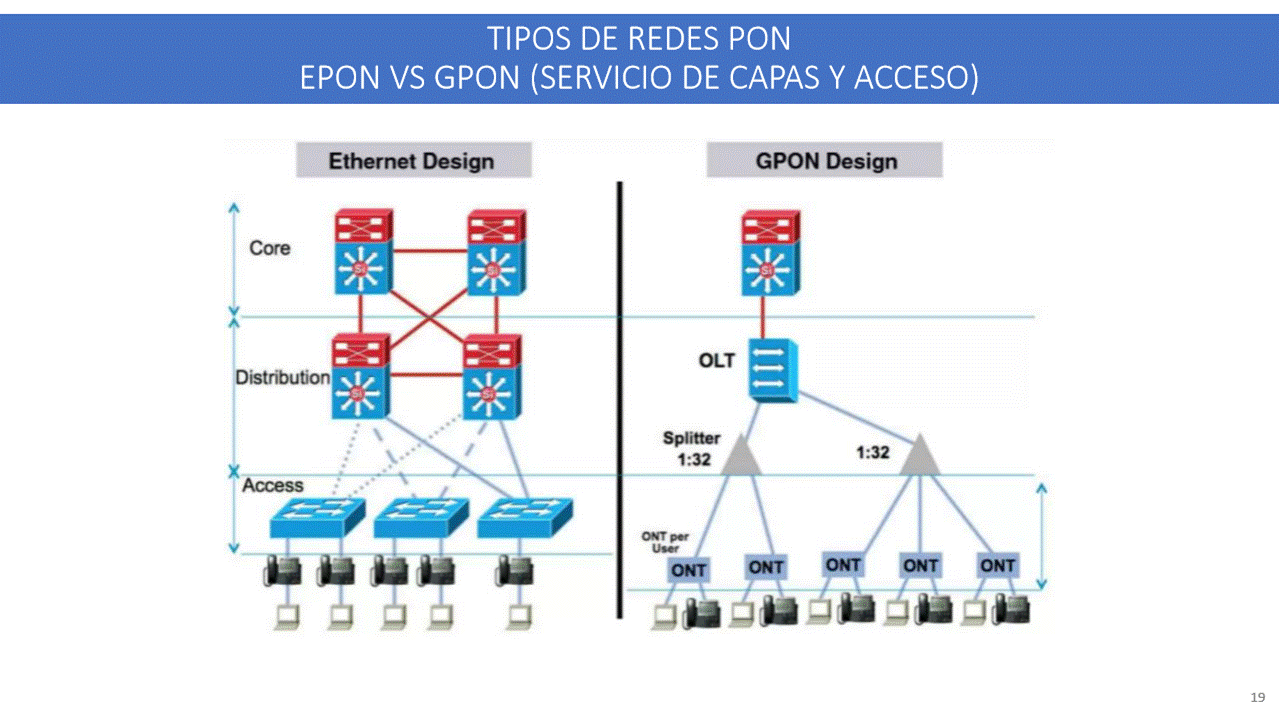 TIPOS DE REDES PON
EPON VS GPON (SERVICIO DE CAPAS Y ACCESO)
Ethernet Design
GPON Design
Core
Si
Si
Si
Distribution
Si
Si
OLT
Splitter
1:32
1:32
Access
ONT per
User
ONT
ONT
ONT
ONT
ONT
19